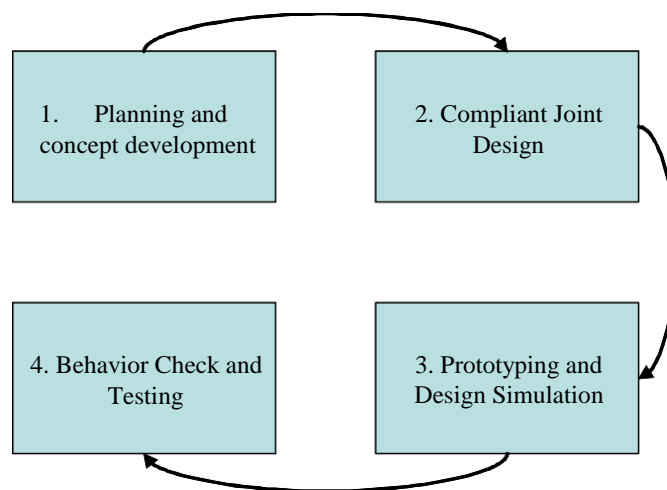 1. Planning and
concept development
2. Compliant Joint
Design
3. Prototyping and
Design Simulation
4. Behavior Check and
Testing